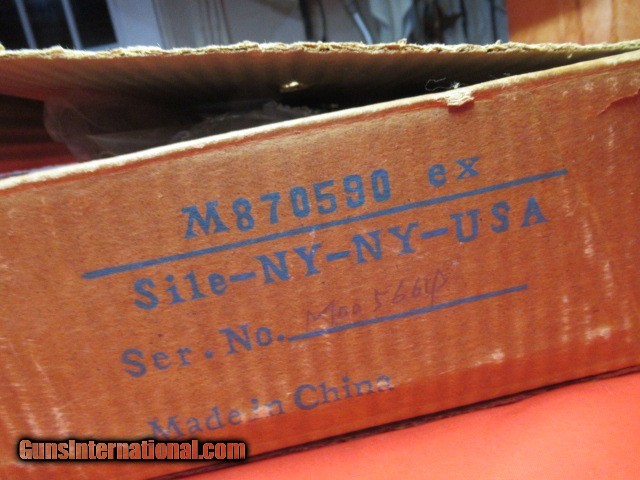 M870590 ex
Sile-NY-NY-USA
Ser.No.
Made in China
GunsInternational.com